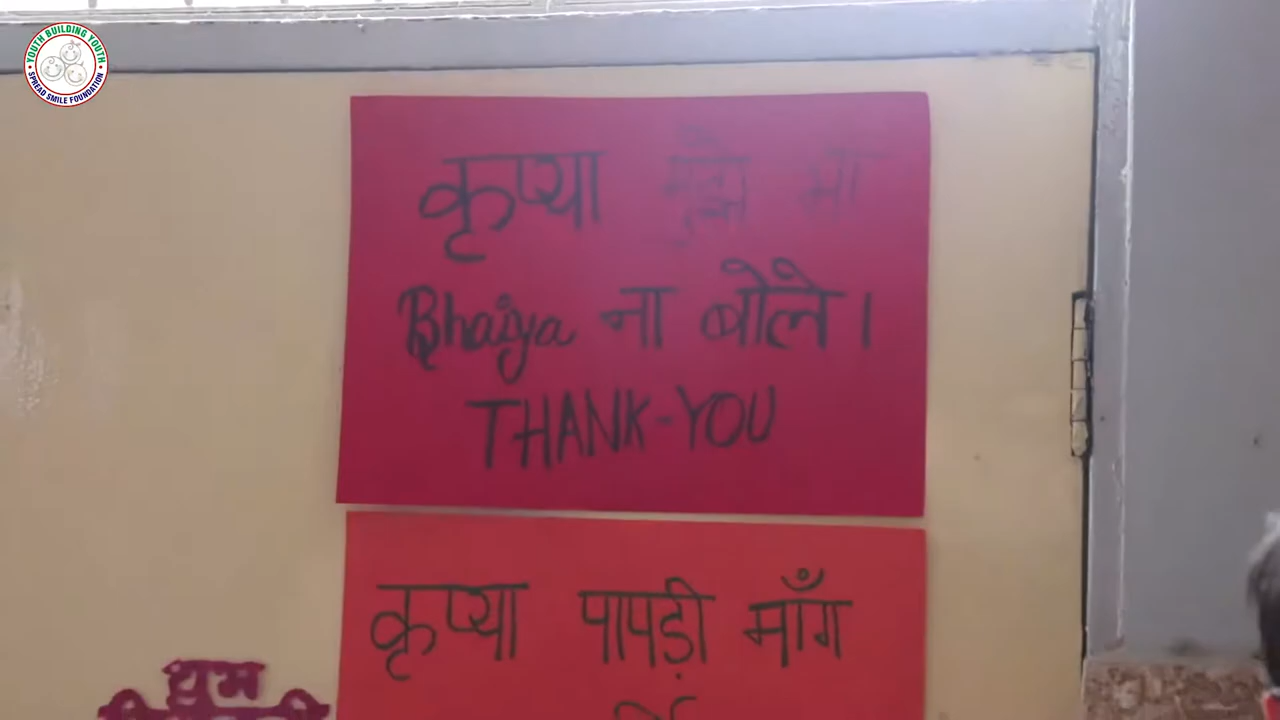 YOUTH BUILDING YOUTH
SPREAD SMILE FOUNDATION
कृप्या मुझे
Bhaiya ना बोले।
THANK-YOU
कृप्या पापड़ी माँग
शुभ